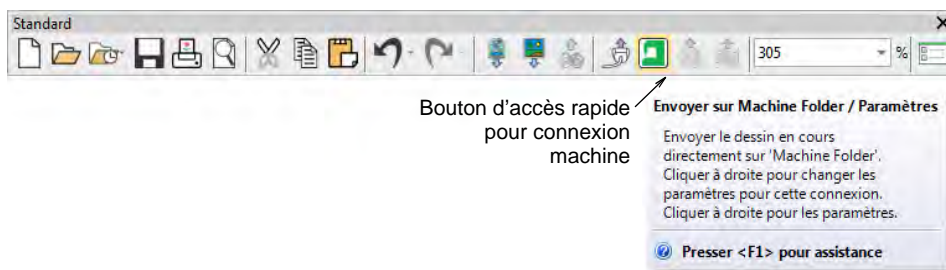 Standard
305
%
Bouton d'accès rapide
pour connexion
machine
Envoyer sur Machine Folder / Paramètres
Envoyer le dessin en cours
directement sur 'Machine Folder'.
Cliquer à droite pour changer les
paramètres pour cette connexion.
Cliquer à droite pour les paramètres.
Presser <F1> pour assistance